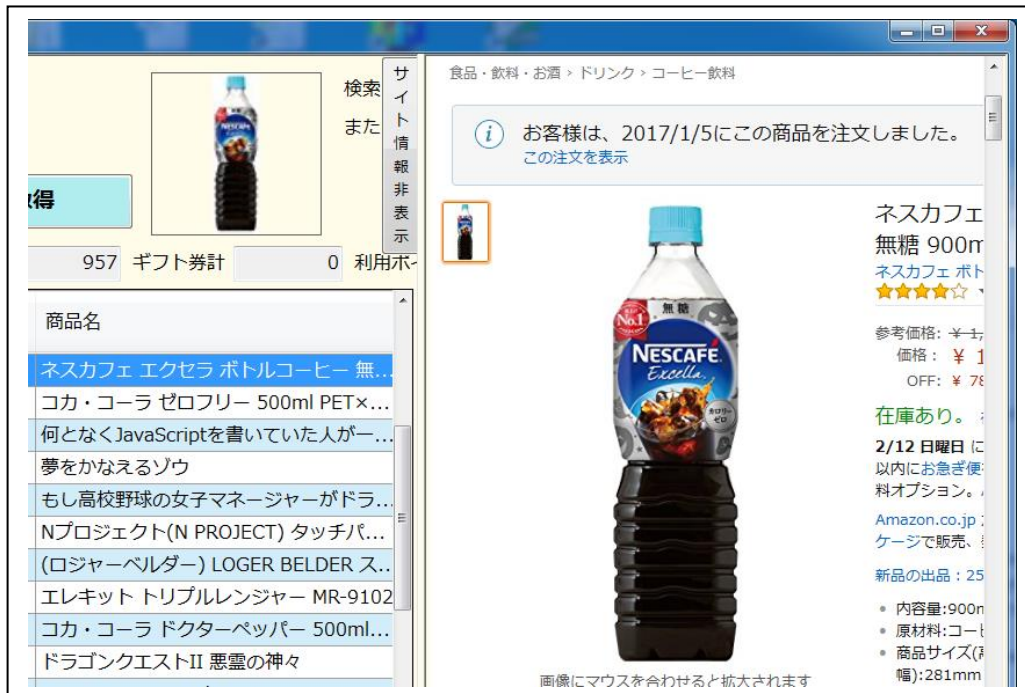 検索
また
サイト情報非表示
得
957 ギフト券計 0 利用ポ
商品名
ネスカフェ エクセラ ボトルコーヒー 無...
コカ・コーラ ゼロフリー 500ml PET×...
何となくJavaScriptを書いていた人が一...
夢をかなえるゾウ
もし高校野球の女子マネージャーがドラ...
Nプロジェクト(N PROJECT) タッチパ...
(ロジャーベルダー) LOGER BELDER ス...
エレキット トリプルレンジャー MR-9102
コカ・コーラ ドクターペッパー 500ml...
ドラゴンクエストII 悪霊の神々
食品・飲料・お酒 › ドリンク › コーヒー飲料
お客様は、2017/1/5にこの商品を注文しました。
この注文を表示
無糖
No.1
NESCAFÉ
Excella
カロリー
ゼロ
画像にマウスを合わせると拡大されます
ネスカフェ
無糖 900m
ネスカフェ ボト
参考価格: ¥ 1,
価格: ¥ 1
OFF: ¥ 78
在庫あり。
2/12 日曜日 に
以内にお急ぎ便
料オプション。
Amazon.co.jp
ケージで販売、
新品の出品:25
内容量:900m
原材料:コーヒ
商品サイズ(高
幅):281mm